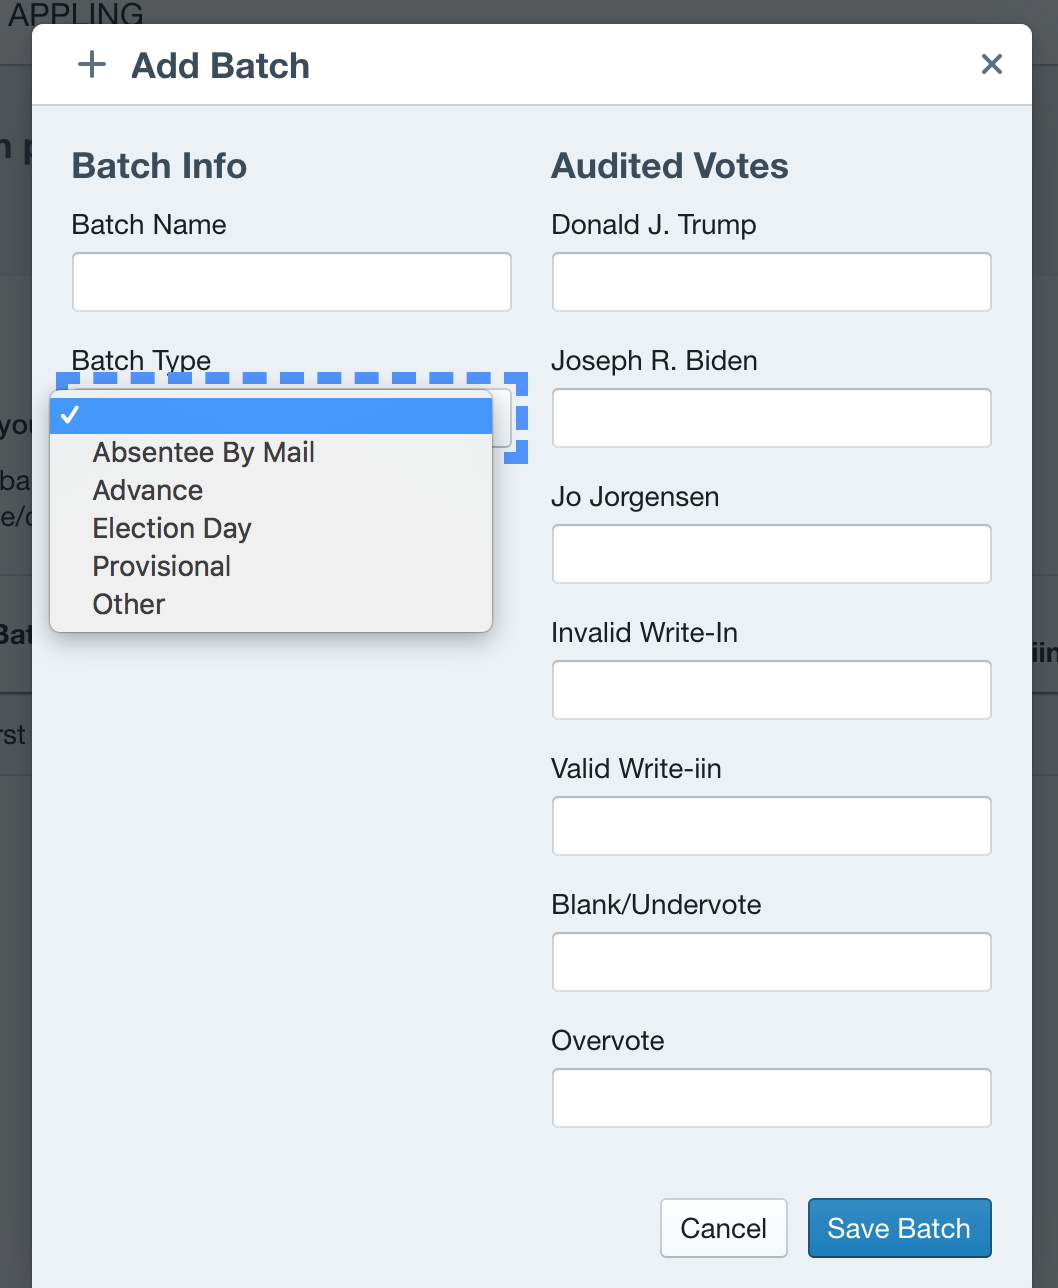 APPLING
Add Batch
Batch Info
Batch Name
Batch Type
Absentee By Mail
Advance
Election Day
Provisional
Other
Audited Votes
Donald J. Trump
Joseph R. Biden
Jo Jorgensen
Invalid Write-In
Valid Write-iin
Blank/Undervote
Overvote
Cancel
Save Batch